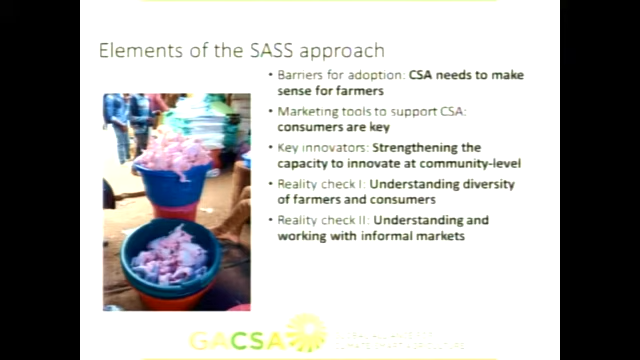 Elements of the SASS approach
• Barriers for adoption: CSA needs to make
sense for farmers
• Marketing tools to support CSA:
consumers are key
• Key innovators: Strengthening the
capacity to innovate at community-level
• Reality check I: Understanding diversity
of farmers and consumers
• Reality check II: Understanding and
working with informal markets
GACSA